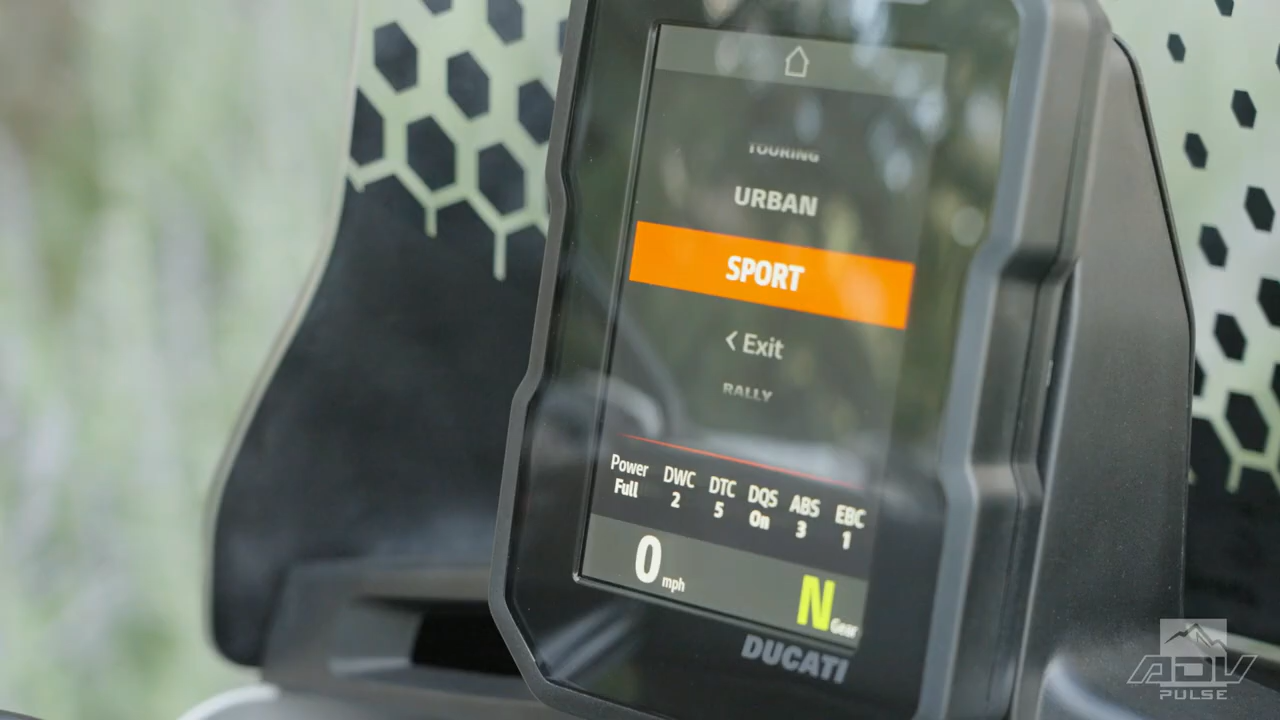 TOURING
URBAN
SPORT
< Exit
RALLY
Power DWC DTC DQS ABS EBC
Full 2 5 On 3 1
0 mph N Gear
DUCATI
ADV
PULSE